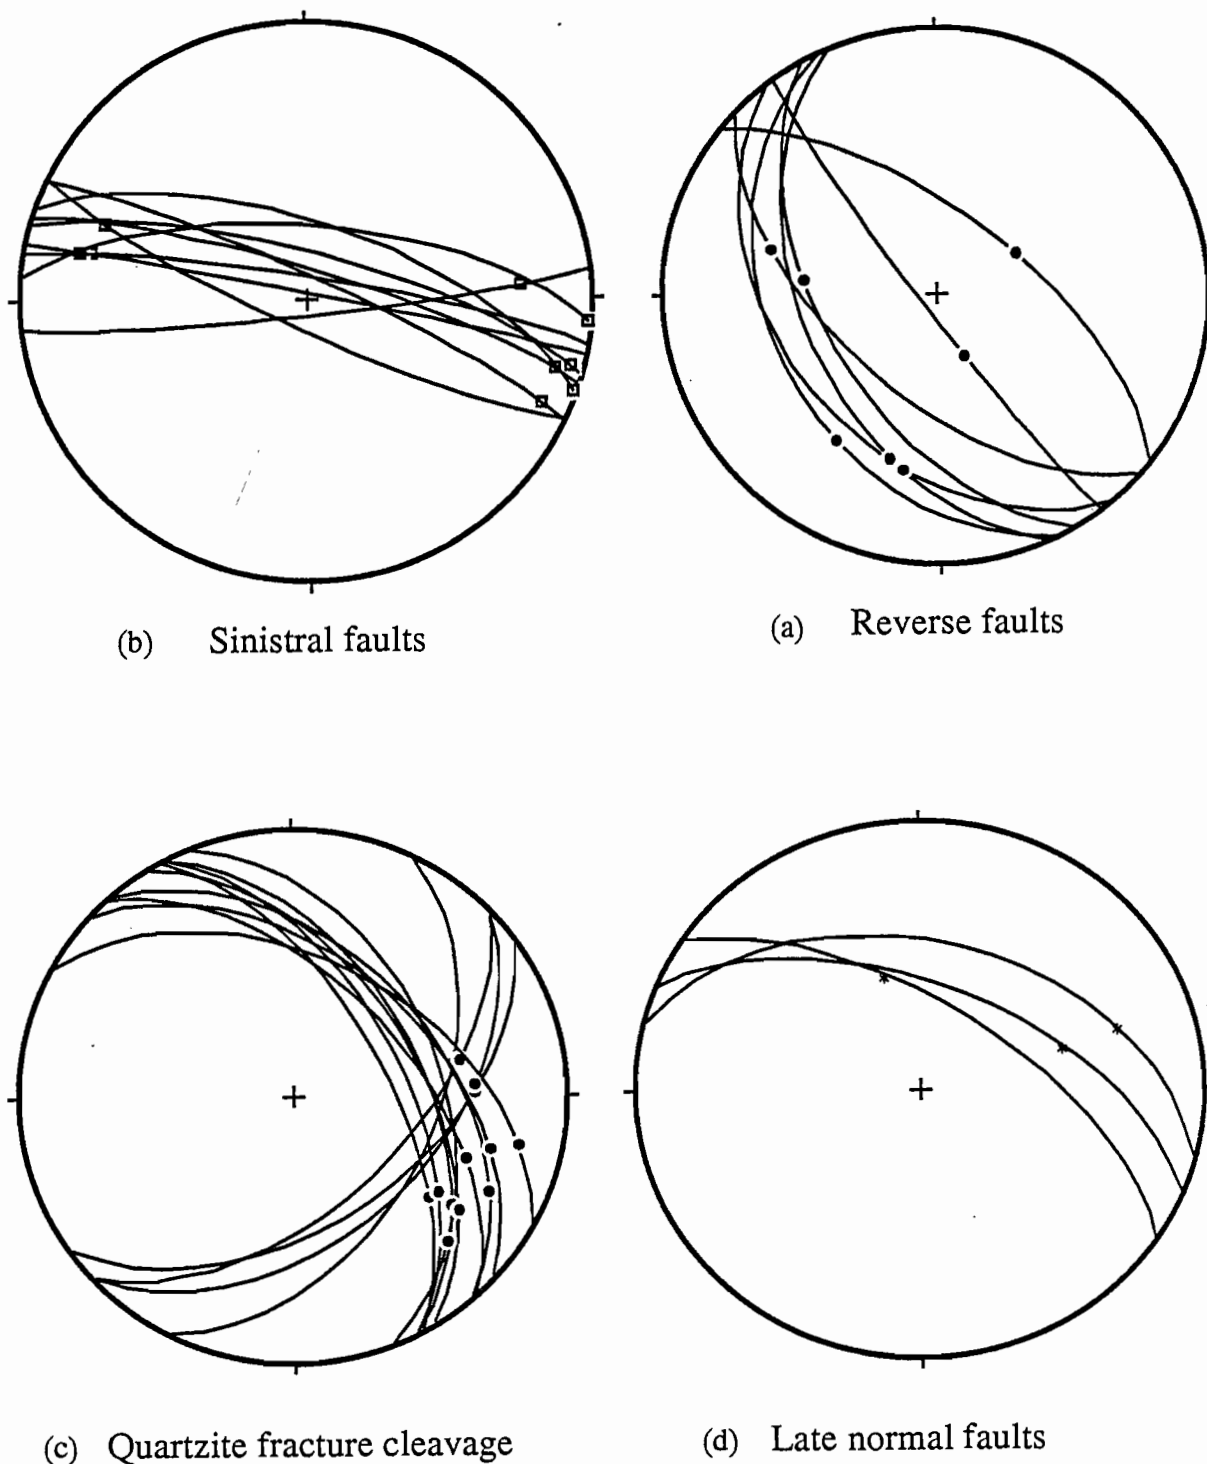 (b) Sinistral faults
(a) Reverse faults
(c) Quartzite fracture cleavage
(d) Late normal faults